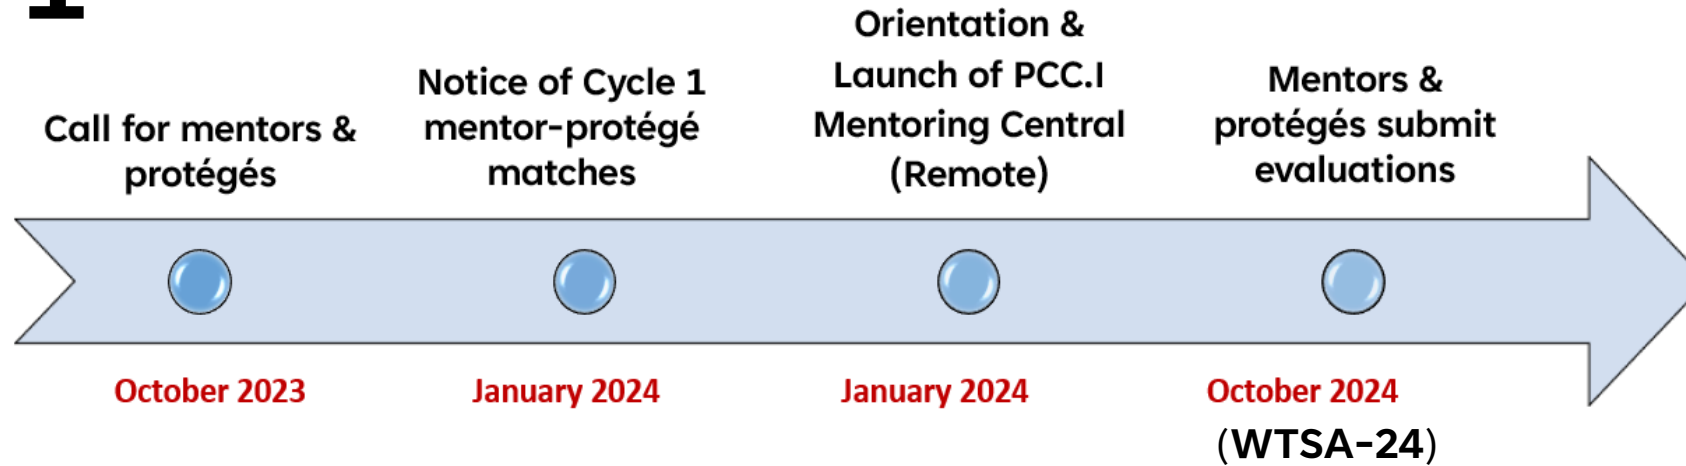 Call for mentors &
protégés
Notice of Cycle 1
mentor-protégé
matches
Orientation &
Launch of PCC.I
Mentoring Central
(Remote)
Mentors &
protégés submit
evaluations
October 2023
January 2024
January 2024
October 2024
(WTSA-24)